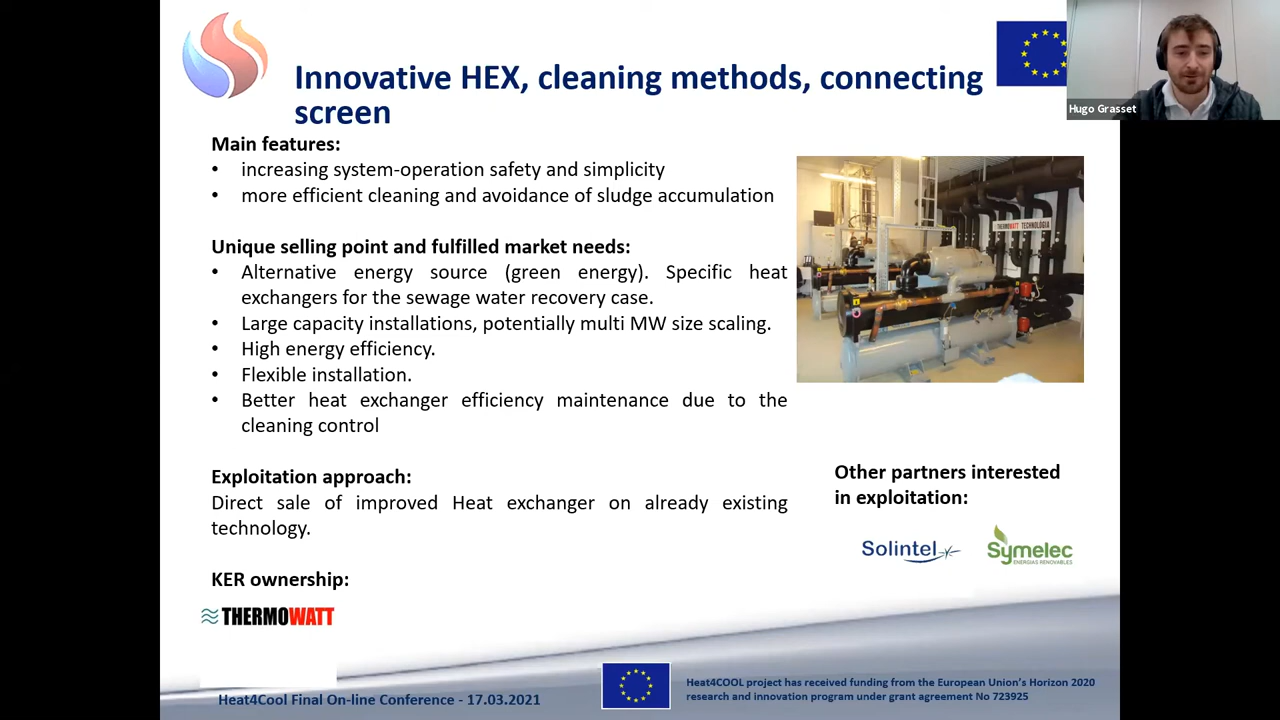 Innovative HEX, cleaning methods, connecting
screen
Hugo Grasset
Main features:
• increasing system-operation safety and simplicity
• more efficient cleaning and avoidance of sludge accumulation
THERMOWATT TECHNOLÓGIA
Unique selling point and fulfilled market needs:
• Alternative energy source (green energy). Specific heat
exchangers for the sewage water recovery case.
• Large capacity installations, potentially multi MW size scaling.
• High energy efficiency.
• Flexible installation.
• Better heat exchanger efficiency maintenance due to the
cleaning control
Exploitation approach:
Direct sale of improved Heat exchanger on already existing
technology.
Other partners interested
in exploitation:
Solintel
Symelec
ENERGIAS RENOVABLES
KER ownership:
THERMOWATT
Heat4Cool Final On-line Conference - 17.03.2021
Heat4COOL project has received funding from the European Union's Horizon 2020
research and innovation program under grant agreement No 723925